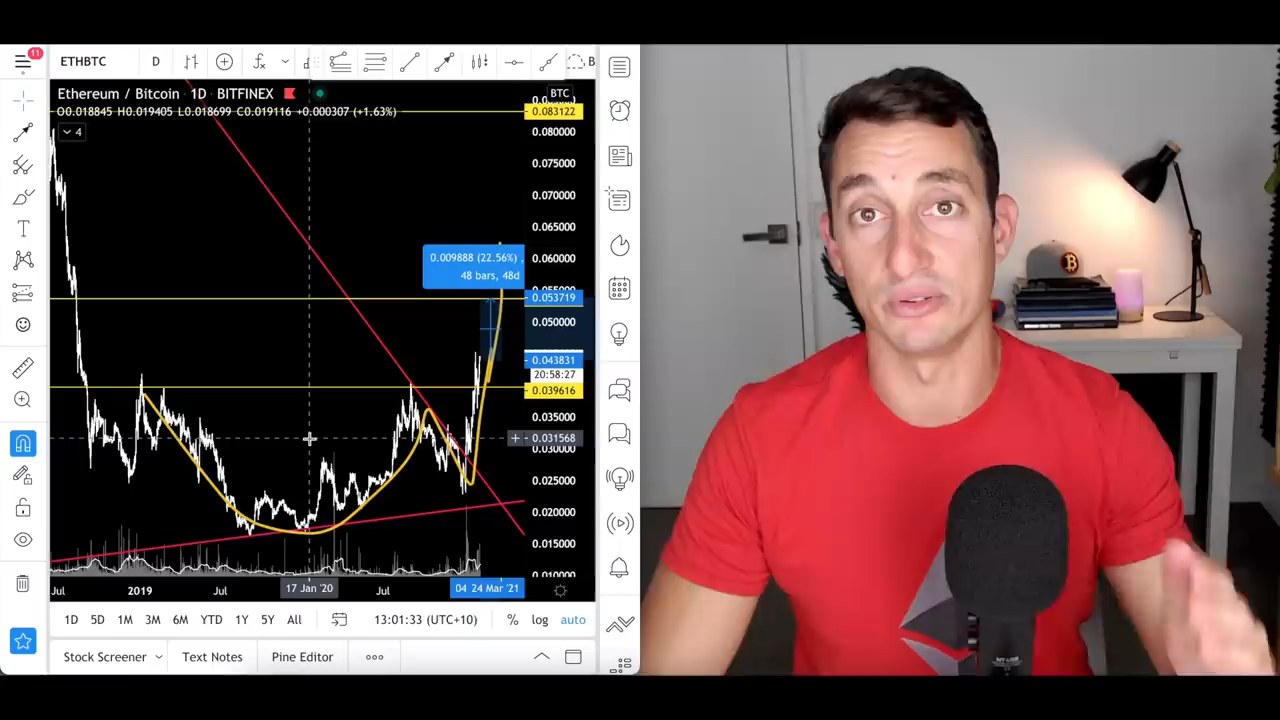 11
ETHBTC
D
B
Ethereum / Bitcoin · 1D · BITFINEX
BTC
O0.018845 H0.019405 L0.018699 C0.019116 +0.000307 (+1.63%)
4
0.083122
0.080000
0.075000
0.070000
0.065000
0.060000
0.009888 (22.56%)
48 bars, 48d
0.053719
0.050000
0.043831
20:58:27
0.039616
0.035000
0.031568
0.030000
0.025000
0.020000
0.015000
0.010000
Jul
2019
Jul
17 Jan '20
Jul
04
24 Mar '21
1D
5D
1M
3M
6M
YTD
1Y
5Y
All
13:01:33 (UTC+10)
%
log
auto
Stock Screener
Text Notes
Pine Editor